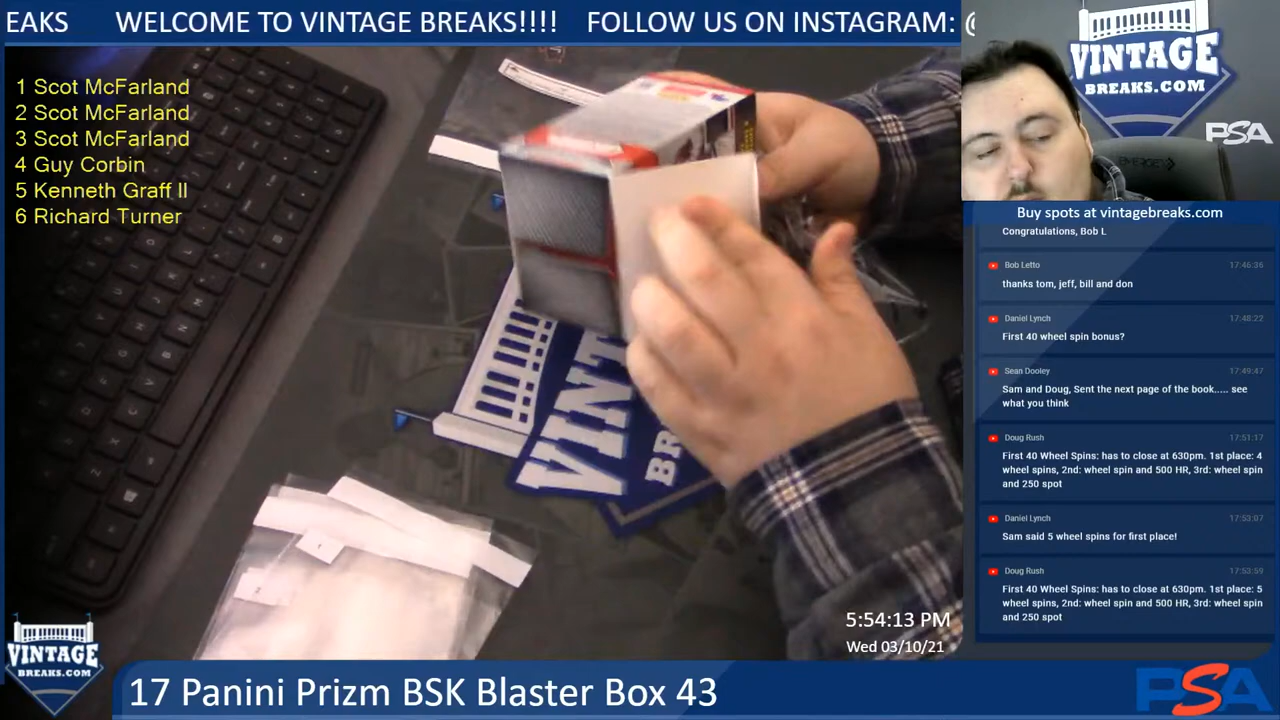 EAKS WELCOME TO VINTAGE BREAKS!!!! FOLLOW US ON INSTAGRAM: @
1 Scot McFarland
2 Scot McFarland
3 Scot McFarland
4 Guy Corbin
5 Kenneth Graff II
6 Richard Turner
VINTAGE
BREAKS.COM
PSA
Buy spots at vintagebreaks.com
Congratulations, Bob L
Bob Letto 17:46:36
thanks tom, jeff, bill and don
Daniel Lynch 17:48:22
First 40 wheel spin bonus?
Sean Dooley 17:49:47
Sam and Doug, Sent the next page of the book..... see
what you think
Doug Rush 17:51:17
First 40 Wheel Spins: has to close at 630pm. 1st place: 4
wheel spins, 2nd: wheel spin and 500 HR, 3rd: wheel spin
and 250 spot
Daniel Lynch 17:53:07
Sam said 5 wheel spins for first place!
Doug Rush 17:53:59
First 40 Wheel Spins: has to close at 630pm. 1st place: 5
wheel spins, 2nd: wheel spin and 500 HR, 3rd: wheel spin
and 250 spot
VINT
BR
5:54:13 PM
Wed 03/10/21
VINTAGE
BREAKS.COM
17 Panini Prizm BSK Blaster Box 43
PSA